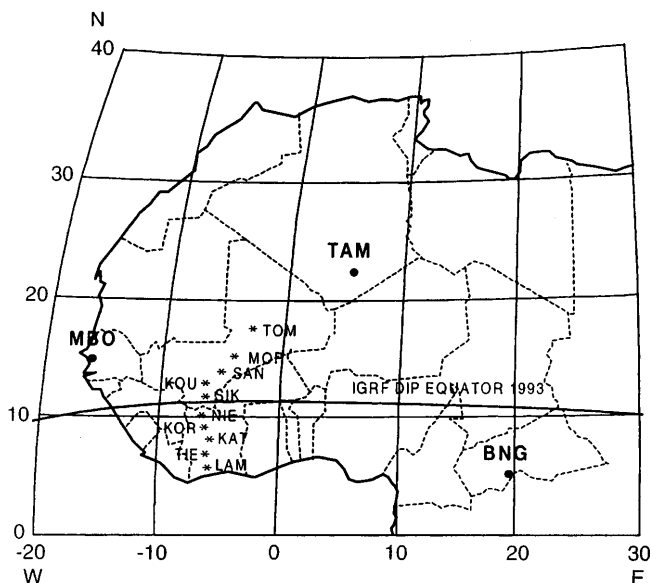 N
40
30
TAM
20
MBO
TOM
MOP
SAN
KOU
SIK
IGRF DIP EQUATOR 1993
10
NIE
KOR
KAT
BNG
TIE
LAM
0
-20 -10 0 10 20 30
W E